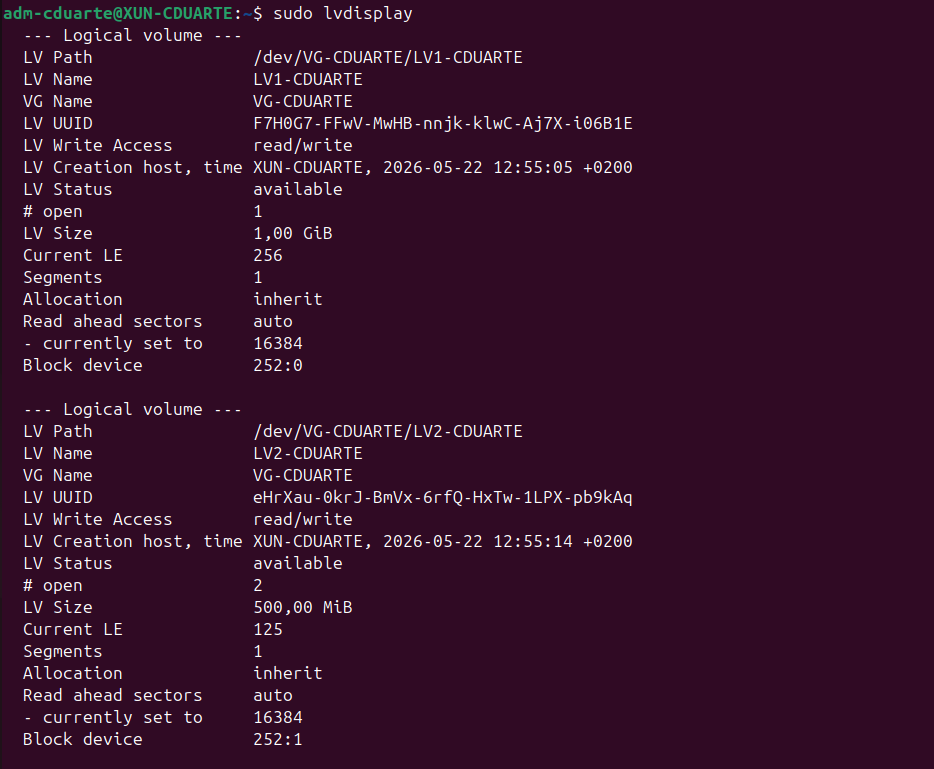 adm-cduarte@XUN-CDUARTE:~$ sudo lvdisplay
--- Logical volume ---
LV Path                /dev/VG-CDUARTE/LV1-CDUARTE
LV Name                LV1-CDUARTE
VG Name                VG-CDUARTE
LV UUID                F7H0G7-FFwV-MwHB-nnjk-klwC-Aj7X-i06B1E
LV Write Access        read/write
LV Creation host, time XUN-CDUARTE, 2026-05-22 12:55:05 +0200
LV Status              available
# open                 1
LV Size                1,00 GiB
Current LE             256
Segments               1
Allocation             inherit
Read ahead sectors     auto
- currently set to     16384
Block device           252:0
--- Logical volume ---
LV Path                /dev/VG-CDUARTE/LV2-CDUARTE
LV Name                LV2-CDUARTE
VG Name                VG-CDUARTE
LV UUID                eHrXau-0krJ-BmVx-6rfQ-HxTw-1LPX-pb9kAq
LV Write Access        read/write
LV Creation host, time XUN-CDUARTE, 2026-05-22 12:55:14 +0200
LV Status              available
# open                 2
LV Size                500,00 MiB
Current LE             125
Segments               1
Allocation             inherit
Read ahead sectors     auto
- currently set to     16384
Block device           252:1